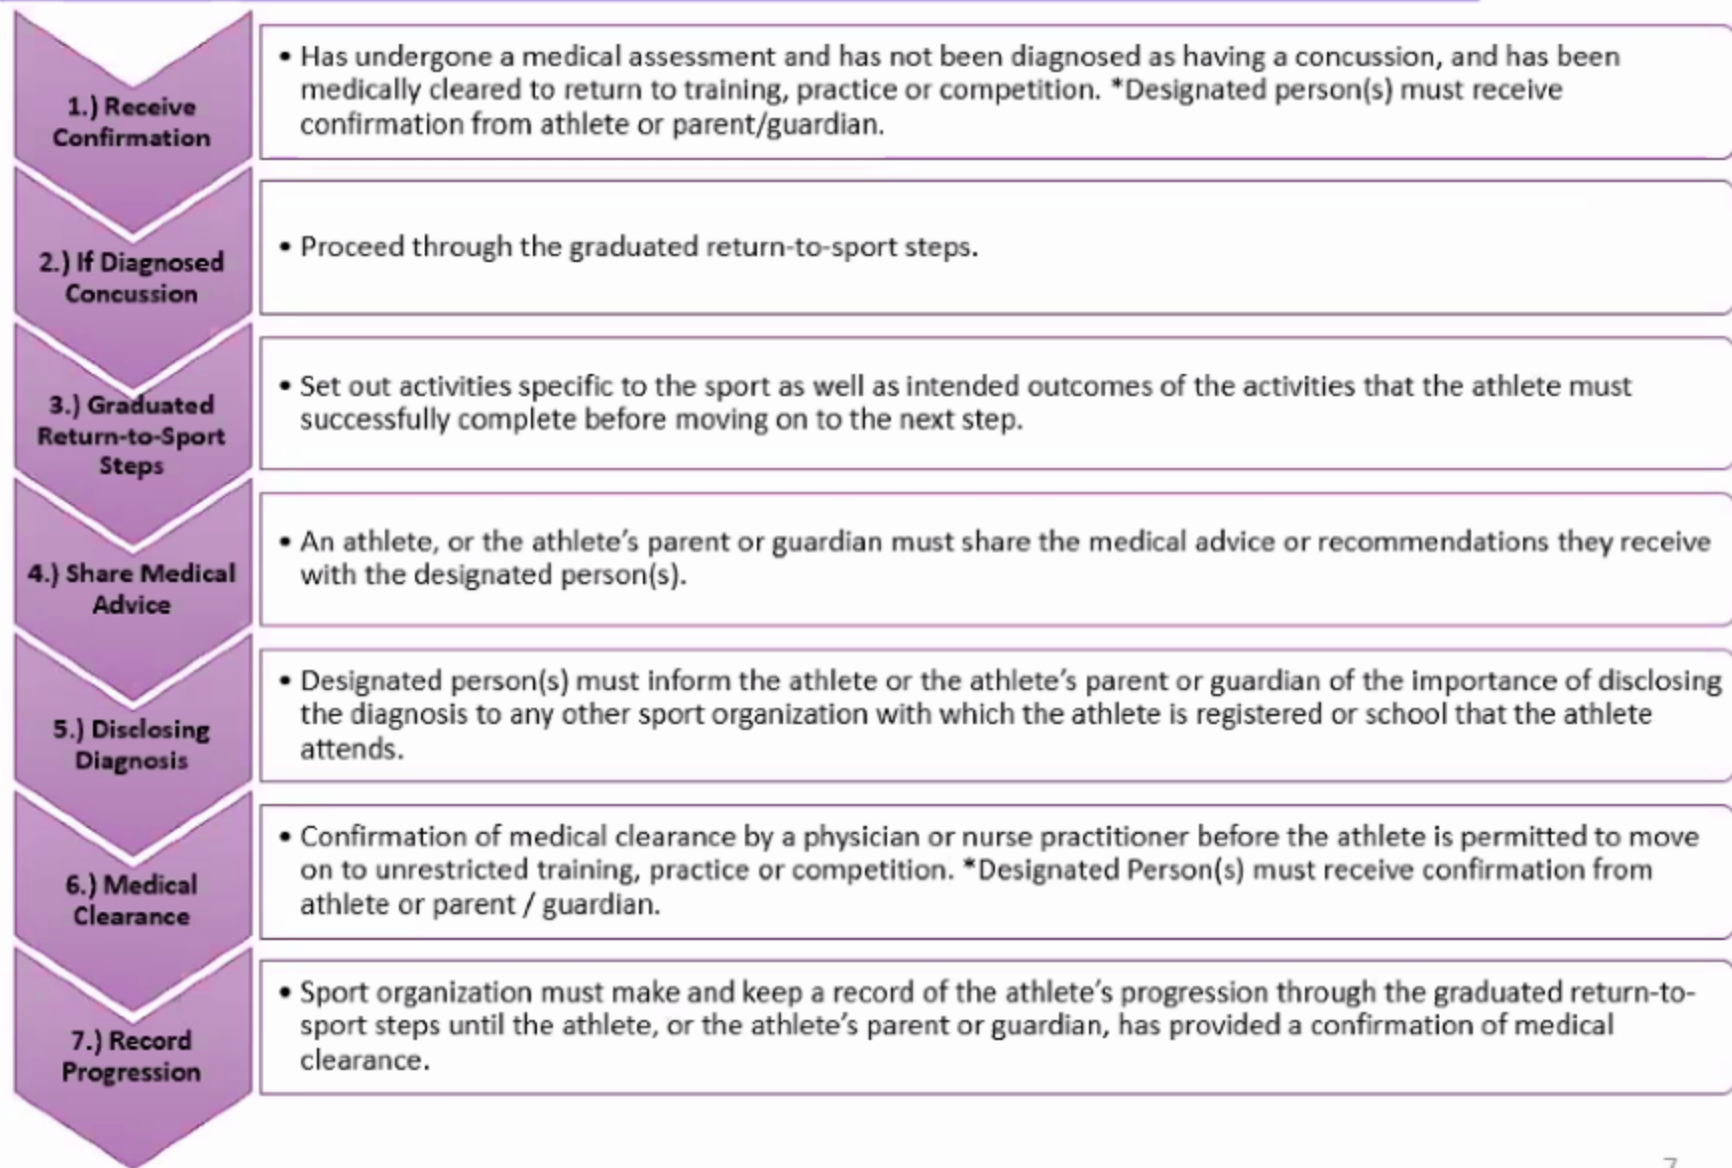 1.) Receive
Confirmation
• Has undergone a medical assessment and has not been diagnosed as having a concussion, and has been
medically cleared to return to training, practice or competition. *Designated person(s) must receive
confirmation from athlete or parent/guardian.
2.) If Diagnosed
Concussion
• Proceed through the graduated return-to-sport steps.
3.) Graduated
Return-to-Sport
Steps
• Set out activities specific to the sport as well as intended outcomes of the activities that the athlete must
successfully complete before moving on to the next step.
4.) Share Medical
Advice
• An athlete, or the athlete's parent or guardian must share the medical advice or recommendations they receive
with the designated person(s).
5.) Disclosing
Diagnosis
• Designated person(s) must inform the athlete or the athlete's parent or guardian of the importance of disclosing
the diagnosis to any other sport organization with which the athlete is registered or school that the athlete
attends.
6.) Medical
Clearance
• Confirmation of medical clearance by a physician or nurse practitioner before the athlete is permitted to move
on to unrestricted training, practice or competition. *Designated Person(s) must receive confirmation from
athlete or parent / guardian.
7.) Record
Progression
• Sport organization must make and keep a record of the athlete's progression through the graduated return-to-
sport steps until the athlete, or the athlete's parent or guardian, has provided a confirmation of medical
clearance.